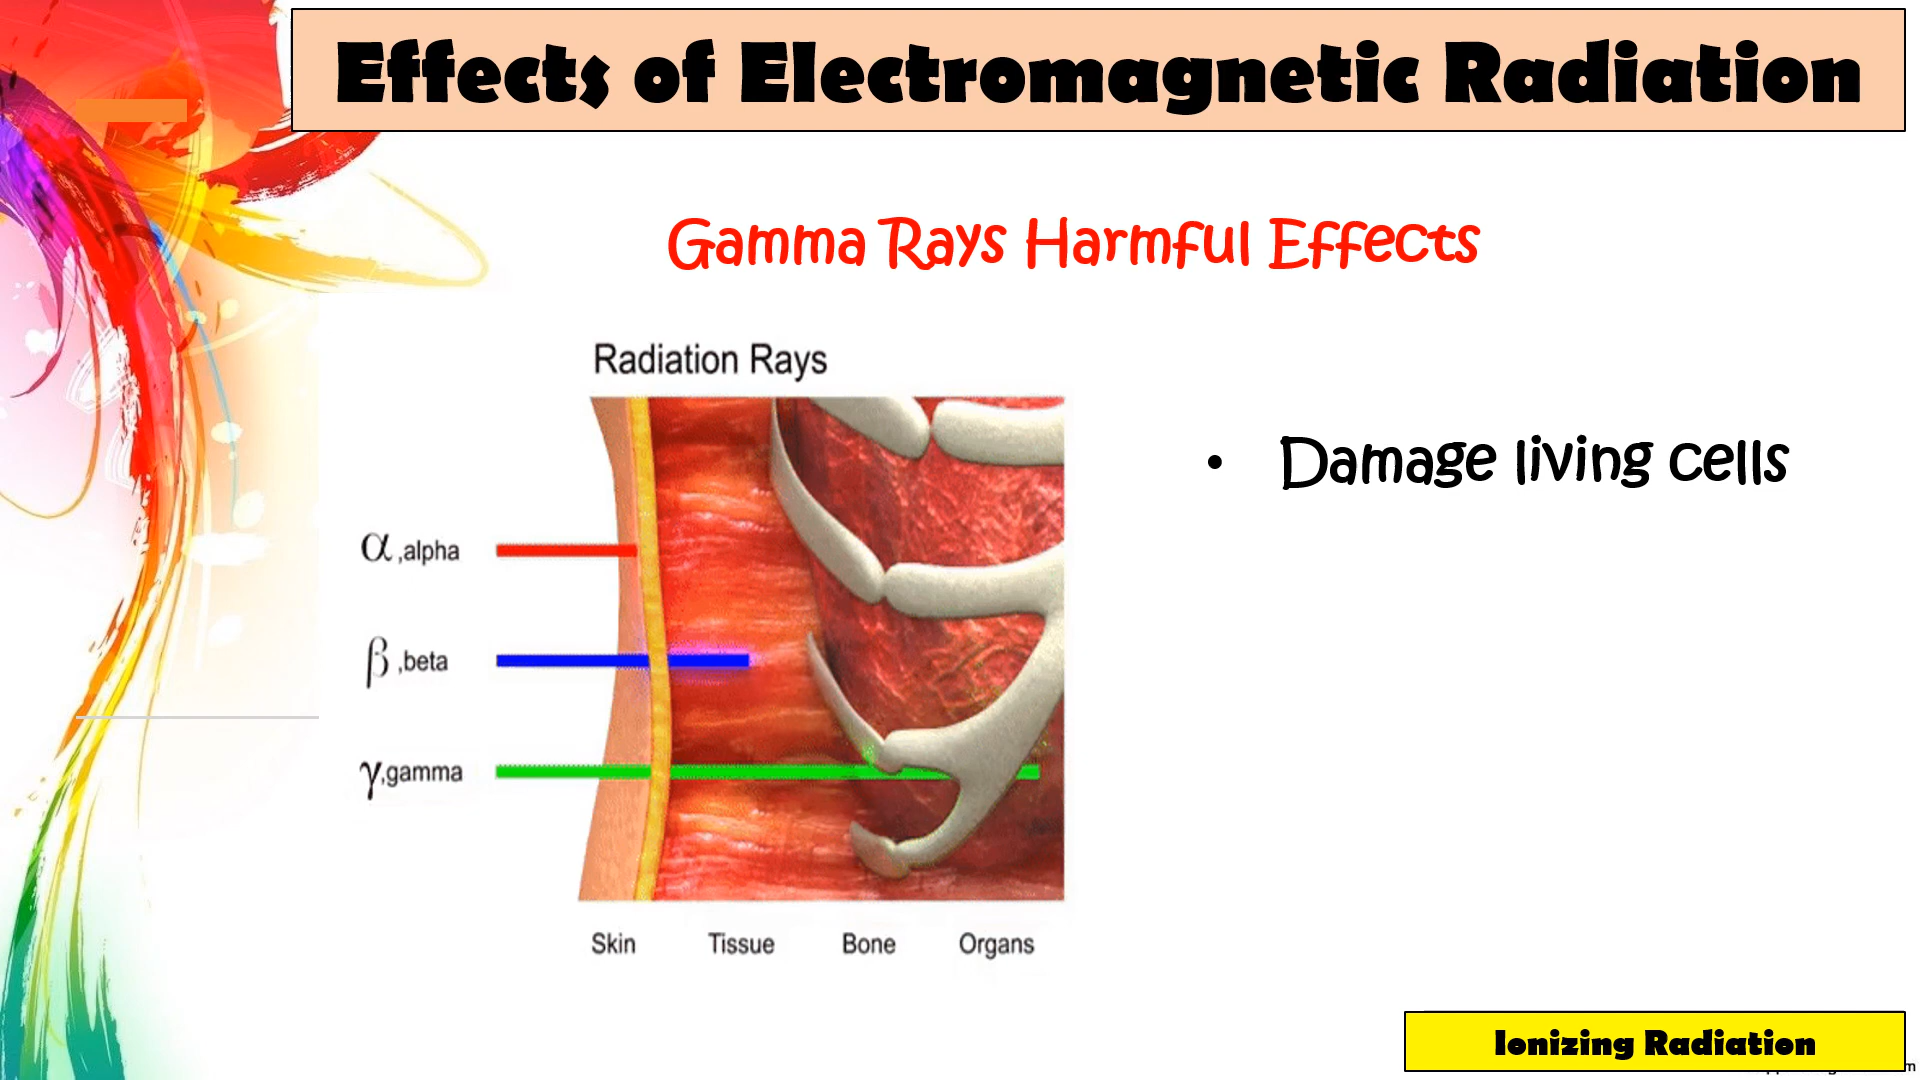 Effects of Electromagnetic Radiation
Gamma Rays Harmful Effects
Radiation Rays
• Damage living cells
α,alpha
β,beta
γ,gamma
Skin Tissue Bone Organs
Ionizing Radiation